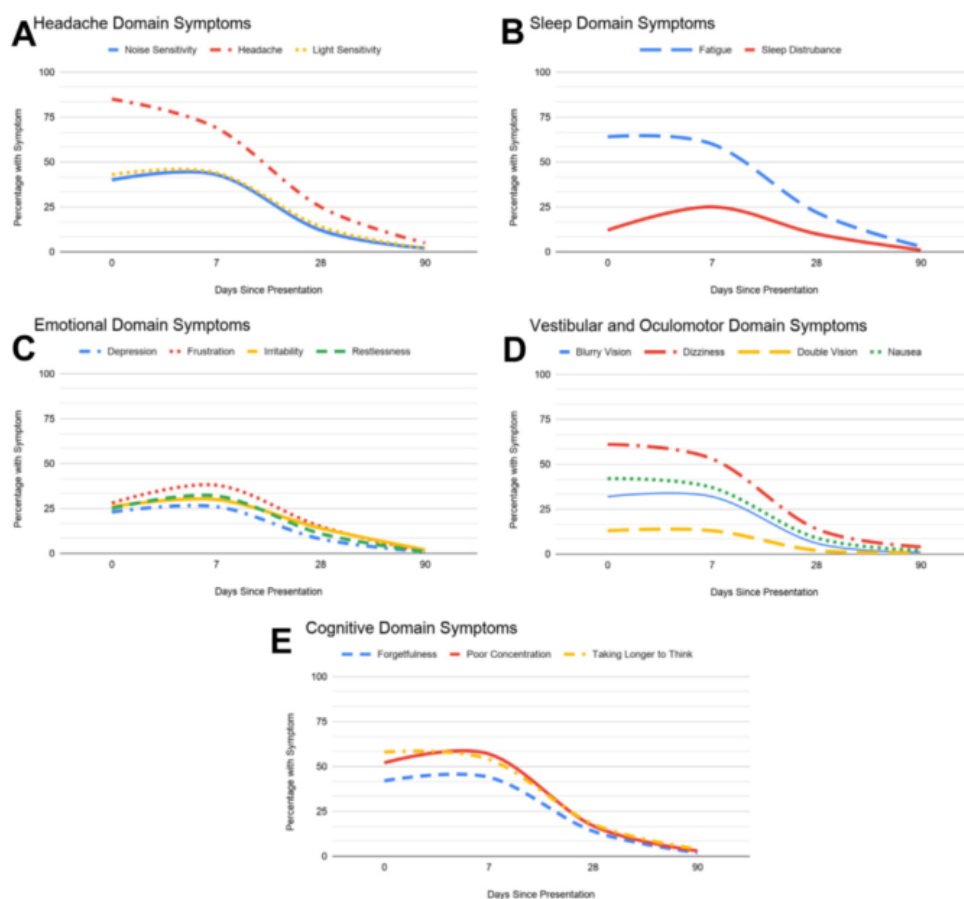 A Headache Domain Symptoms
Noise Sensitivity Headache Light Sensitivity
Percentage with Symptom
100
75
50
25
0
0 7 28 90
Days Since Presentation
B Sleep Domain Symptoms
Fatigue Sleep Distrubance
Percentage with Symptom
100
75
50
25
0
0 7 28 90
Days Since Presentation
C Emotional Domain Symptoms
Depression Frustration Irritability Restlessness
Percentage with Symptom
100
75
50
25
0
0 7 28 90
Days Since Presentation
D Vestibular and Oculomotor Domain Symptoms
Blurry Vision Dizziness Double Vision Nausea
Percentage with Symptom
100
75
50
25
0
0 7 28 90
Days Since Presentation
E Cognitive Domain Symptoms
Forgetfulness Poor Concentration Taking Longer to Think
Percentage with Symptom
100
75
50
25
0
0 7 28 90
Days Since Presentation